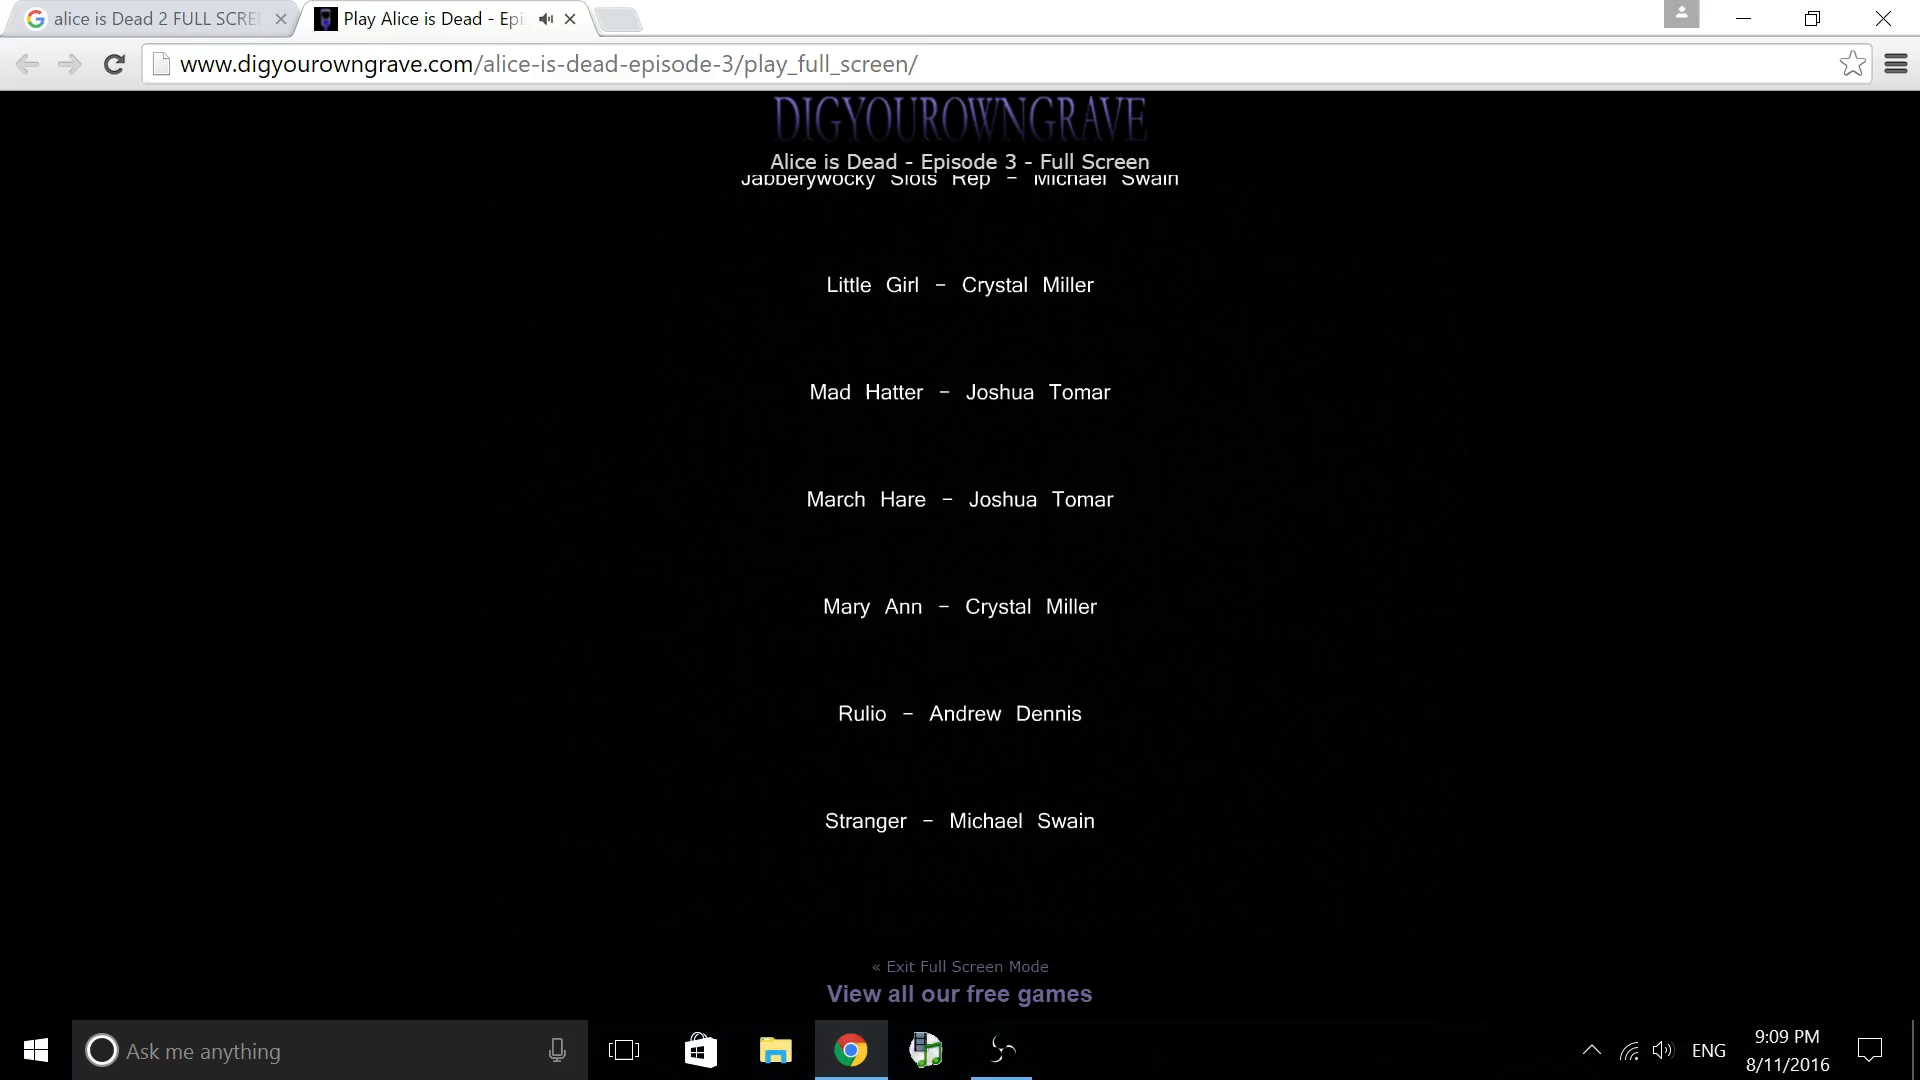 alice is Dead 2 FULL SCRE
Play Alice is Dead - Epi
www.digyourowngrave.com/alice-is-dead-episode-3/play_full_screen/
DIGYOUROWNGRAVE
Alice is Dead - Episode 3 - Full Screen
Jabberywocky Slots Rep - Michael Swain
Little Girl - Crystal Miller
Mad Hatter - Joshua Tomar
March Hare - Joshua Tomar
Mary Ann - Crystal Miller
Rulio - Andrew Dennis
Stranger - Michael Swain
« Exit Full Screen Mode
View all our free games
Ask me anything
ENG
9:09 PM
8/11/2016